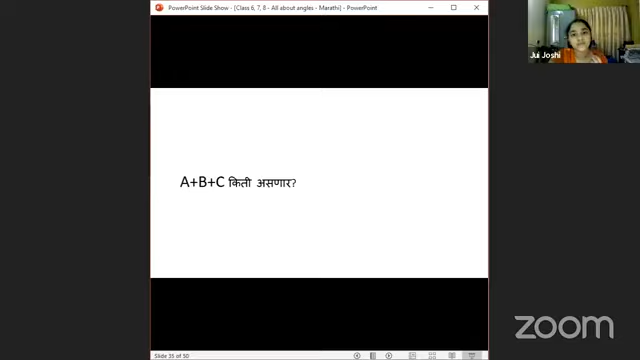 PowerPoint Slide Show - [Class 6, 7, 8 - All about angles - Marathi] - PowerPoint
Jui Joshi
A+B+C किती असणार?
zoom
Slide 35 of 50